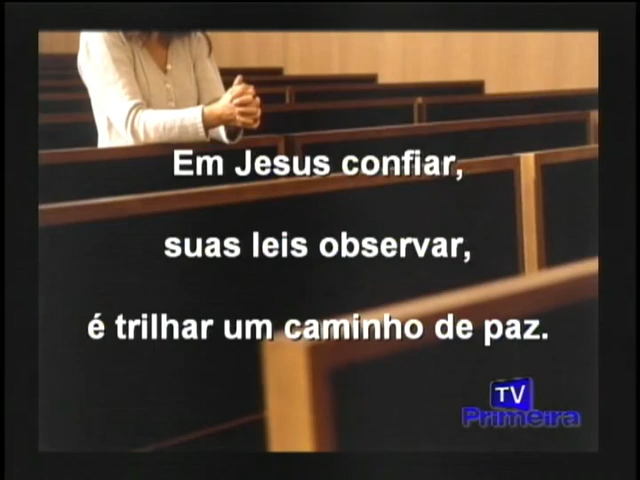 Em Jesus confiar,
suas leis observar,
é trilhar um caminho de paz.
TV
Primeira